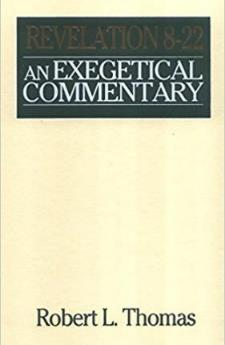 REVELATION 8-22
AN EXEGETICAL
COMMENTARY
Robert L. Thomas